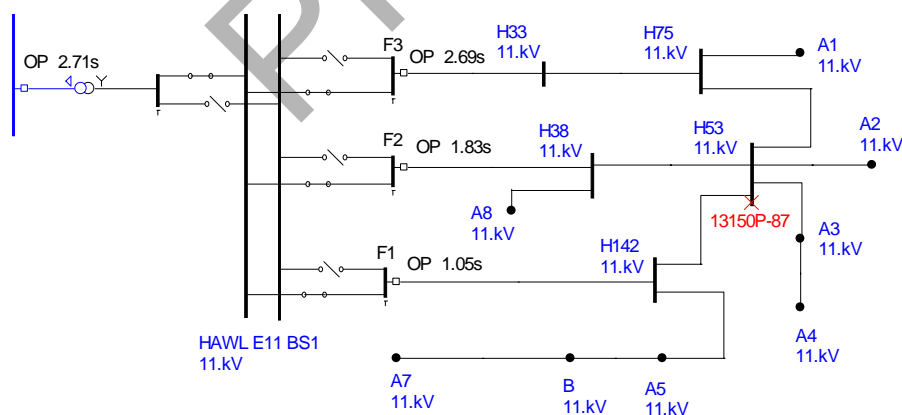 OP 2.71s
F3
OP 2.69s
H33
11.kV
H75
11.kV
A1
11.kV
F2
OP 1.83s
H38
11.kV
H53
11.kV
A2
11.kV
A8
11.kV
13150P-87
A3
11.kV
F1
OP 1.05s
H142
11.kV
A4
11.kV
HAWL E11 BS1
11.kV
A7
11.kV
B
11.kV
A5
11.kV